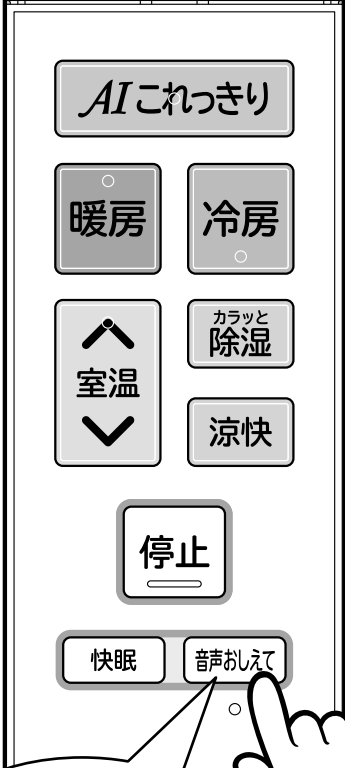 AIこれっきり
暖房
冷房
室温
カラッと
除湿
涼快
停止
快眠
音声おしえて